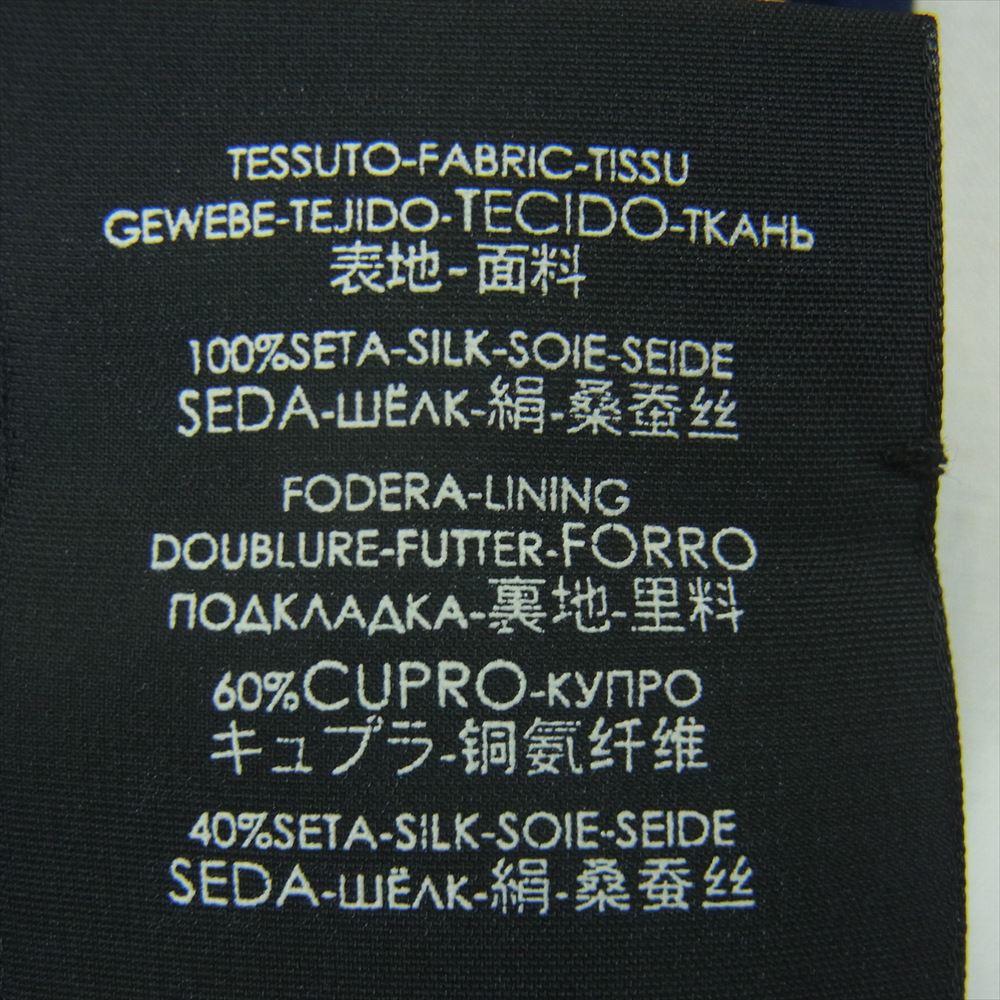 TESSUTO-FABRIC-TISSU
GEWEBE-TEJIDO-TECIDO-ТКАНЬ
表地-面料
100%SETA-SILK-SOIE-SEIDE
SEDA-ШЁЛК-絹-桑蚕丝
FODERA-LINING
DOUBLURE-FUTTER-FORRO
ПОДКЛАДКА-裏地-里料
60%CUPRO-КУПРО
キュプラ-铜氨纤维
40%SETA-SILK-SOIE-SEIDE
SEDA-ШЁЛК-絹-桑蚕丝